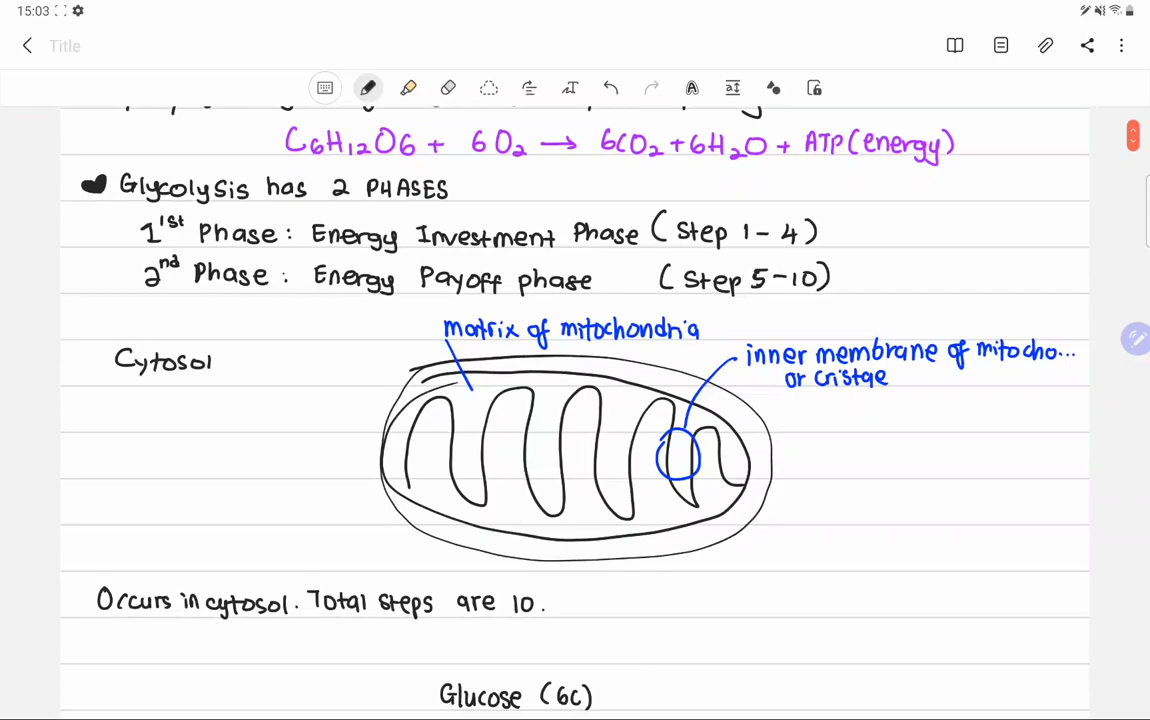 15:03
Title
C6H12O6 + 6O2 → 6CO2 + 6H2O + ATP (energy)
Glycolysis has 2 PHASES
1st Phase : Energy Investment Phase ( Step 1 - 4 )
2nd Phase : Energy Payoff phase ( Step 5 - 10 )
matrix of mitochondria
Cytosol
inner membrane of mitocho...
or cristae
Occurs in cytosol. Total steps are 10.
Glucose (6C)